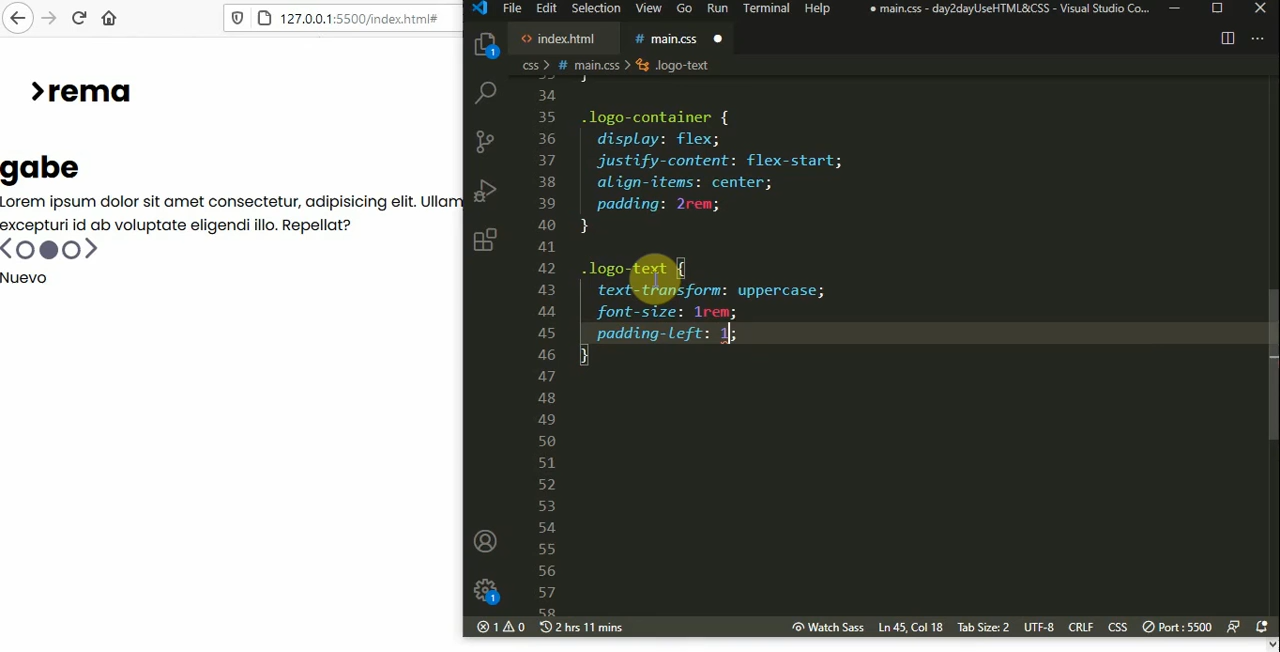 127.0.0.1:5500/index.html#
rema
gabe
Lorem ipsum dolor sit amet consectetur, adipisicing elit. Ullam
excepturi id ab voluptate eligendi illo. Repellat?
Nuevo
File Edit Selection View Go Run Terminal Help
● main.css - day2dayUseHTML&CSS - Visual Studio Co...
<> index.html # main.css ●
css > # main.css > .logo-text
1
34
35 .logo-container {
36 display: flex;
37 justify-content: flex-start;
38 align-items: center;
39 padding: 2rem;
40 }
41
42 .logo-text {
43 text-transform: uppercase;
44 font-size: 1rem;
45 padding-left: 1;
46 }
47
48
49
50
51
52
53
54
55
56
57
58
1
1 0 2 hrs 11 mins Watch Sass Ln 45, Col 18 Tab Size: 2 UTF-8 CRLF CSS Port : 5500